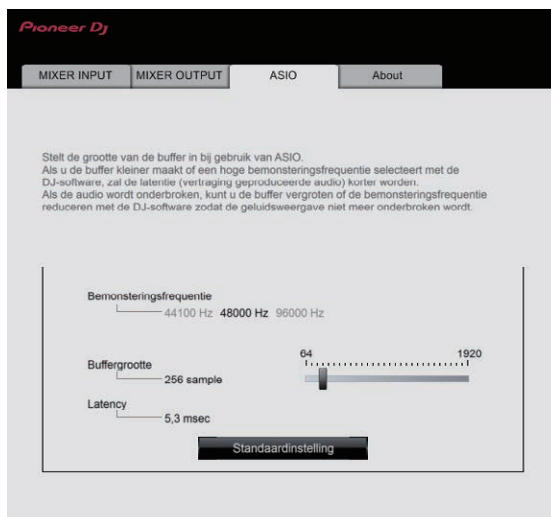 Pioneer Dj
MIXER INPUT MIXER OUTPUT ASIO About
Stelt de grootte van de buffer in bij gebruik van ASIO.
Als u de buffer kleiner maakt of een hoge bemonsteringsfrequentie selecteert met de
DJ-software, zal de latentie (vertraging geproduceerde audio) korter worden.
Als de audio wordt onderbroken, kunt u de buffer vergroten of de bemonsteringsfrequentie
reduceren met de DJ-software zodat de geluidsweergave niet meer onderbroken wordt.
Bemonsteringsfrequentie
44100 Hz 48000 Hz 96000 Hz
64 1920
Buffergrootte
256 sample
Latency
5,3 msec
Standaardinstelling